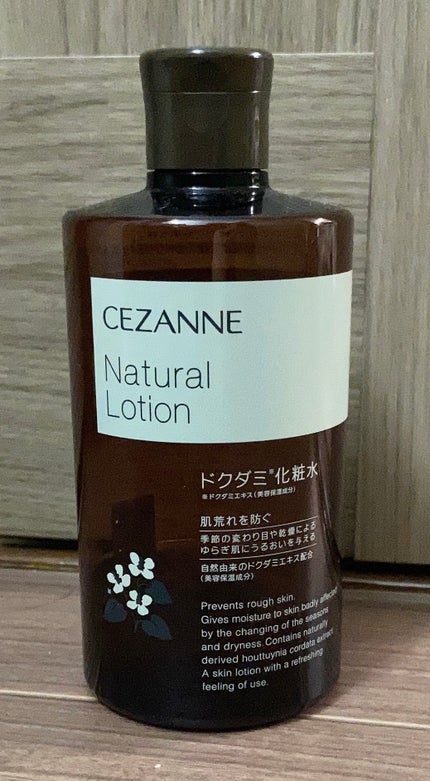 CEZANNE
Natural
Lotion
ドクダミ※化粧水
※ドクダミエキス(美容保湿成分)
肌荒れを防ぐ
季節の変わり目や乾燥による
ゆらぎ肌にうるおいを与える
自然由来のドクダミエキス配合
(美容保湿成分)
Prevents rough skin.
Gives moisture to skin badly affected
by the changing of the seasons
and dryness. Contains naturally
derived houttuynia cordata extract.
A skin lotion with a refreshing
feeling of use.